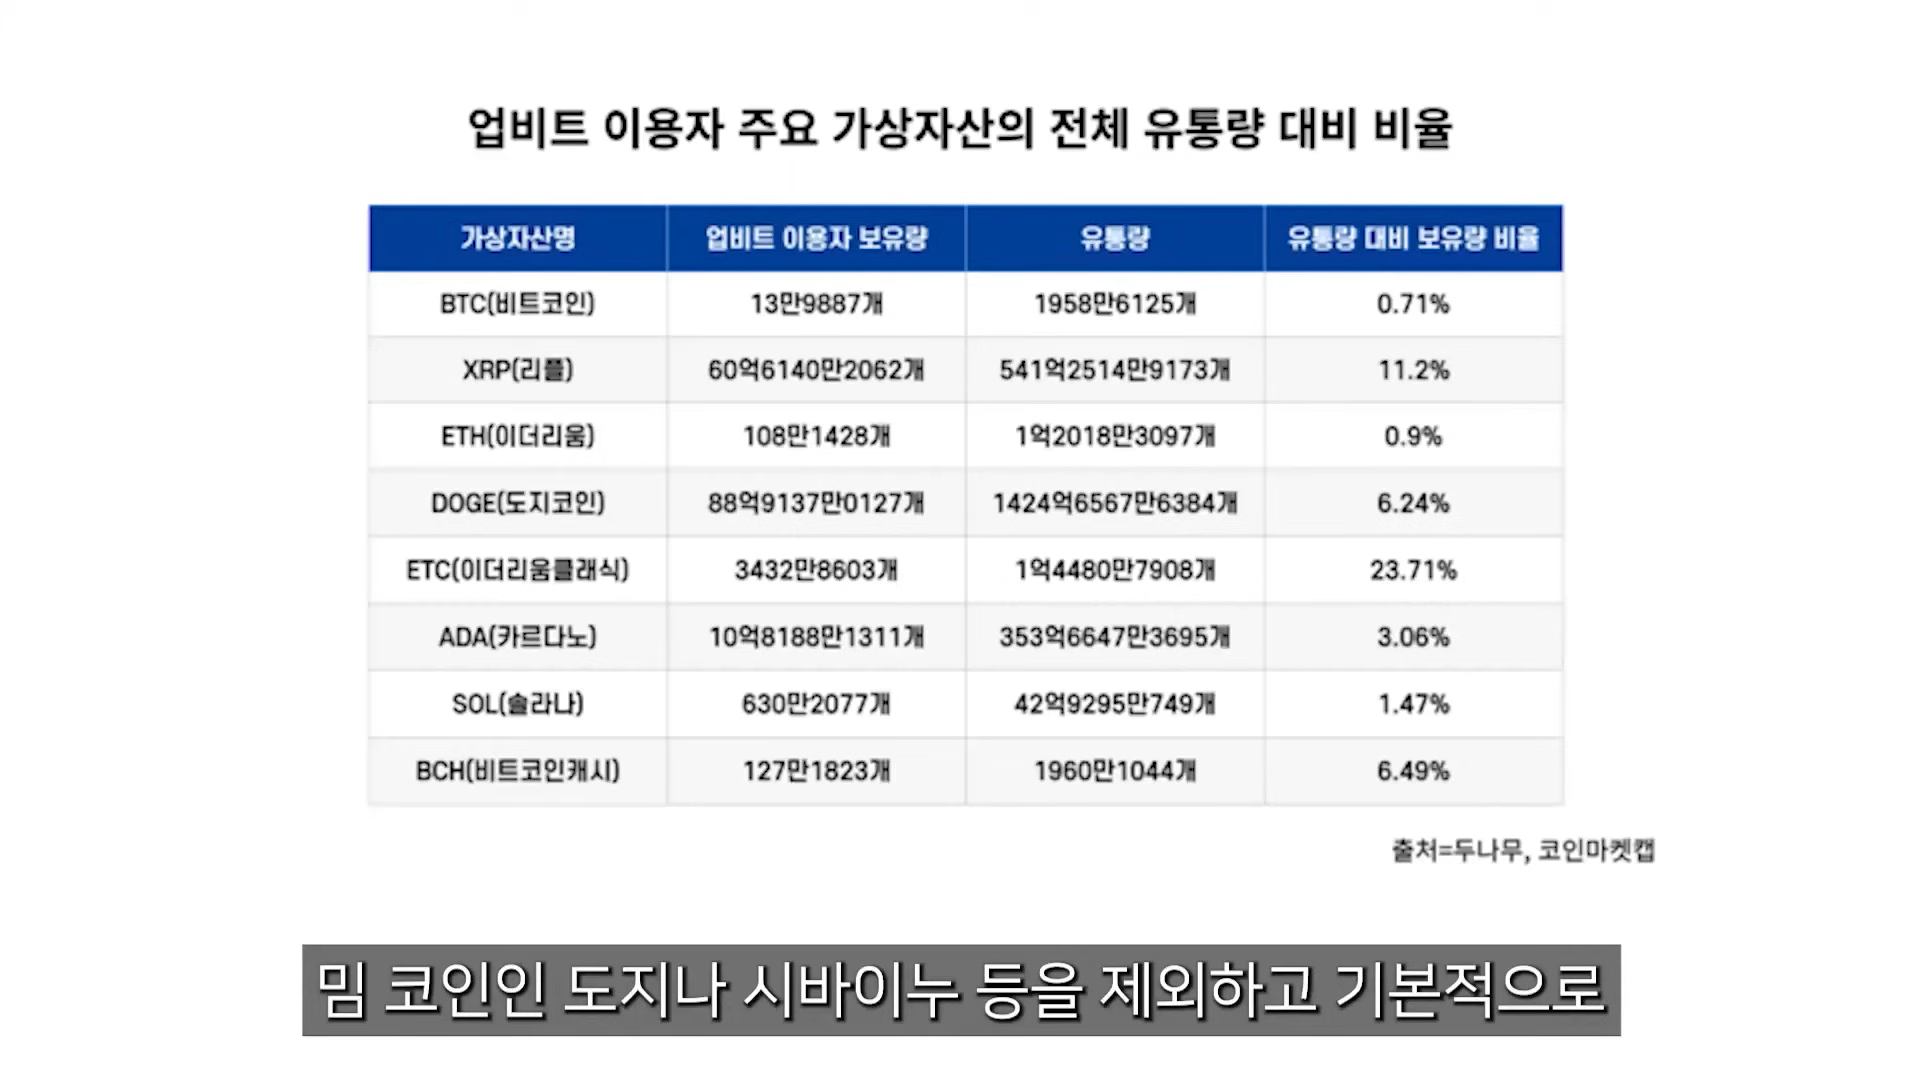 업비트 이용자 주요 가상자산의 전체 유통량 대비 비율
가상자산명 업비트 이용자 보유량 유통량 유통량 대비 보유량 비율
BTC(비트코인) 13만9887개 1958만6125개 0.71%
XRP(리플) 60억6140만2062개 541억2514만9173개 11.2%
ETH(이더리움) 108만1428개 1억2018만3097개 0.9%
DOGE(도지코인) 88억9137만0127개 1424억6567만6384개 6.24%
ETC(이더리움클래식) 3432만8603개 1억4480만7908개 23.71%
ADA(카르다노) 10억8188만1311개 353억6647만3695개 3.06%
SOL(솔라나) 630만2077개 42억9295만749개 1.47%
BCH(비트코인캐시) 127만1823개 1960만1044개 6.49%
출처=두나무, 코인마켓캡
밈 코인인 도지나 시바이누 등을 제외하고 기본적으로